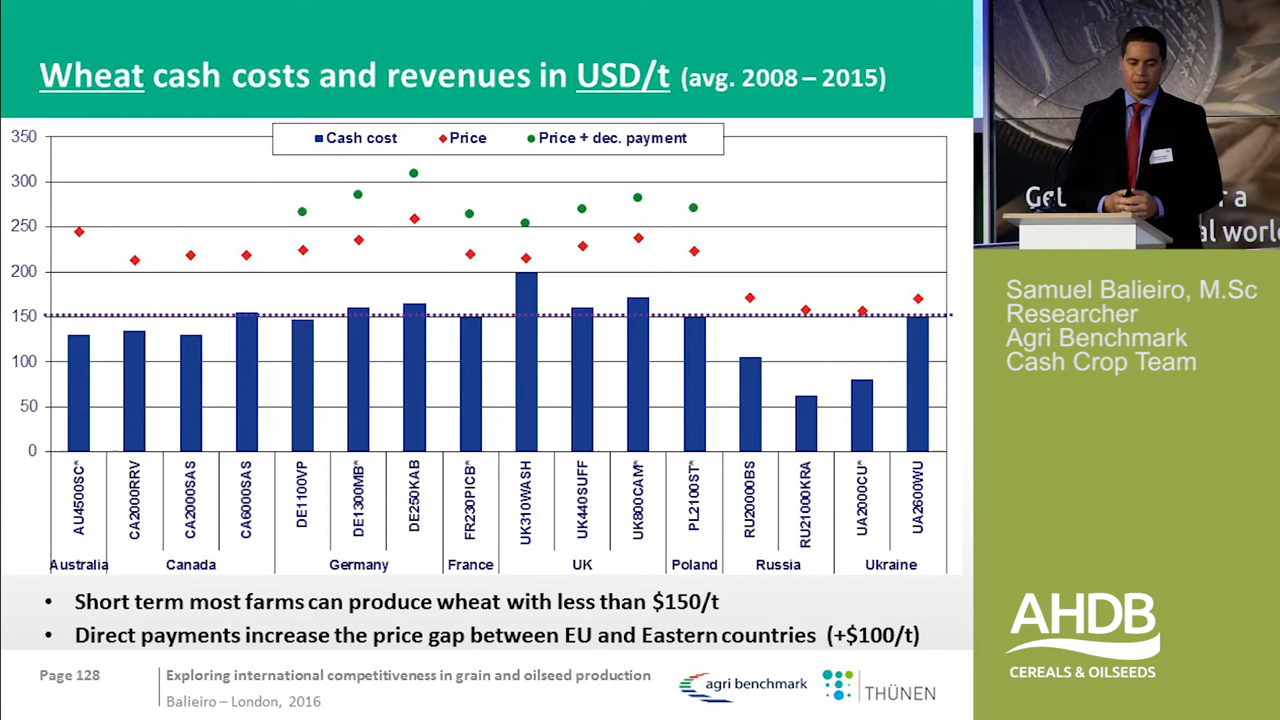 Wheat cash costs and revenues in USD/t (avg. 2008 – 2015)
Cash cost Price Price + dec. payment
350
300
250
200
150
100
50
0
AU4500SC*
CA2000RRV
CA2000SAS
CA6000SAS
DE1100VP
DE1300MB*
DE250KAB
FR230PICB*
UK310WASH
UK440SUFF
UK800CAM*
PL2100ST*
RU20000BS
RU21000KRA
UA2000CU*
UA2600WU
Australia Canada Germany France UK Poland Russia Ukraine
• Short term most farms can produce wheat with less than $150/t
• Direct payments increase the price gap between EU and Eastern countries (+$100/t)
Page 128
Exploring international competitiveness in grain and oilseed production
Balieiro – London, 2016
agri benchmark
THÜNEN
Get r a
al world
Samuel Balieiro, M.Sc
Researcher
Agri Benchmark
Cash Crop Team
AHDB
CEREALS & OILSEEDS